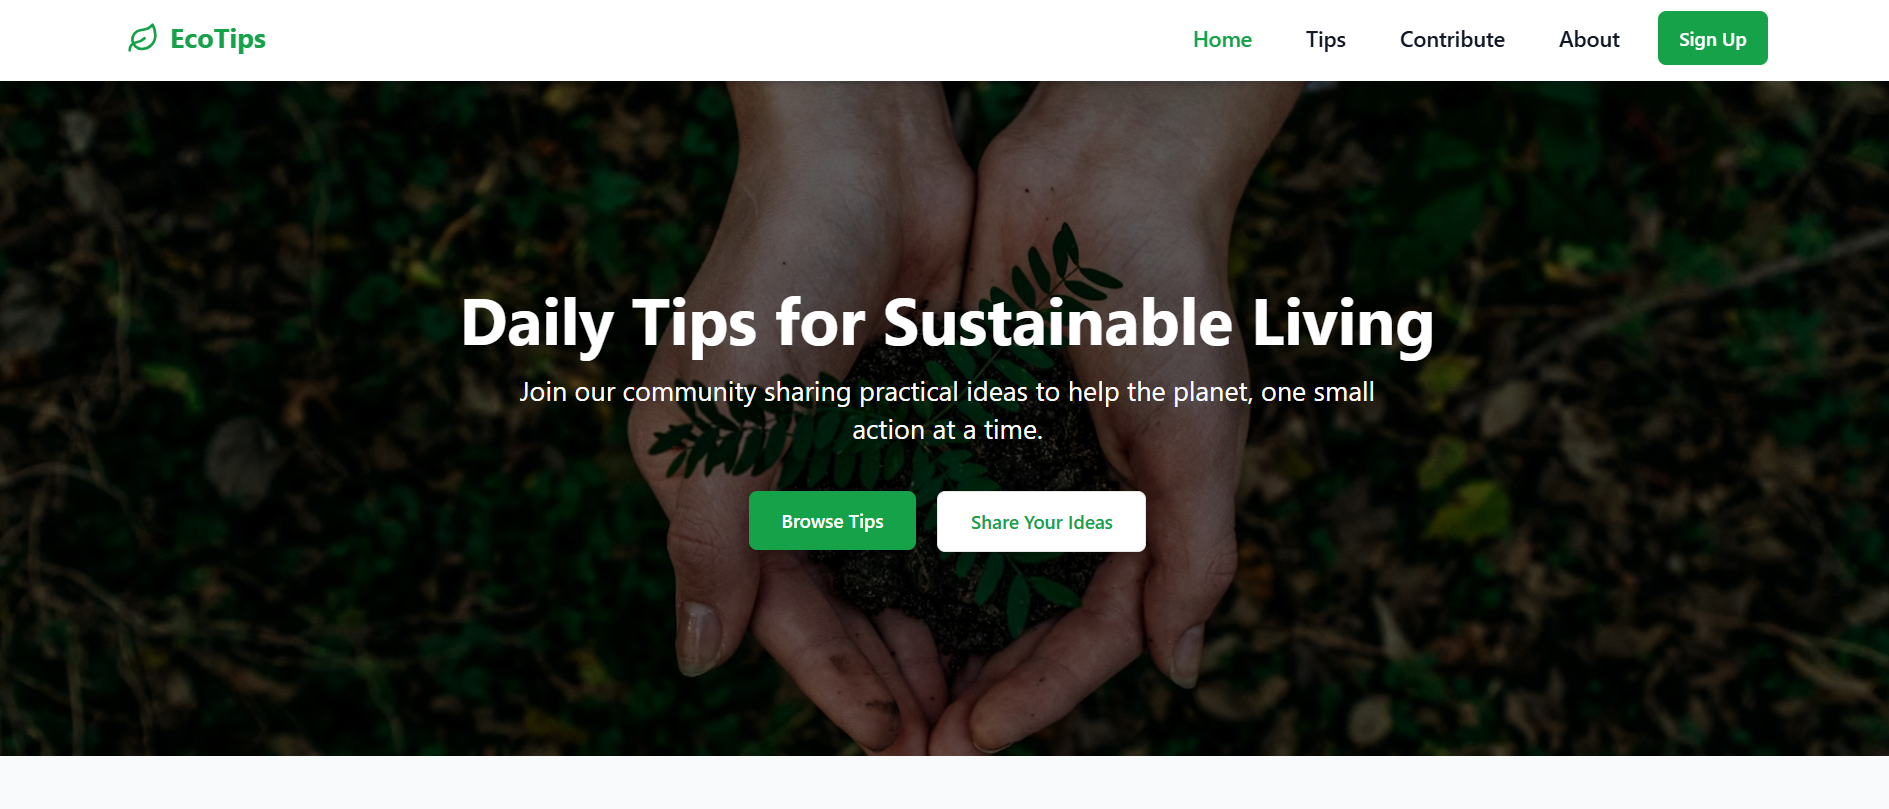 EcoTips
Home
Tips
Contribute
About
Sign Up
Daily Tips for Sustainable Living
Join our community sharing practical ideas to help the planet, one small
action at a time.
Browse Tips
Share Your Ideas